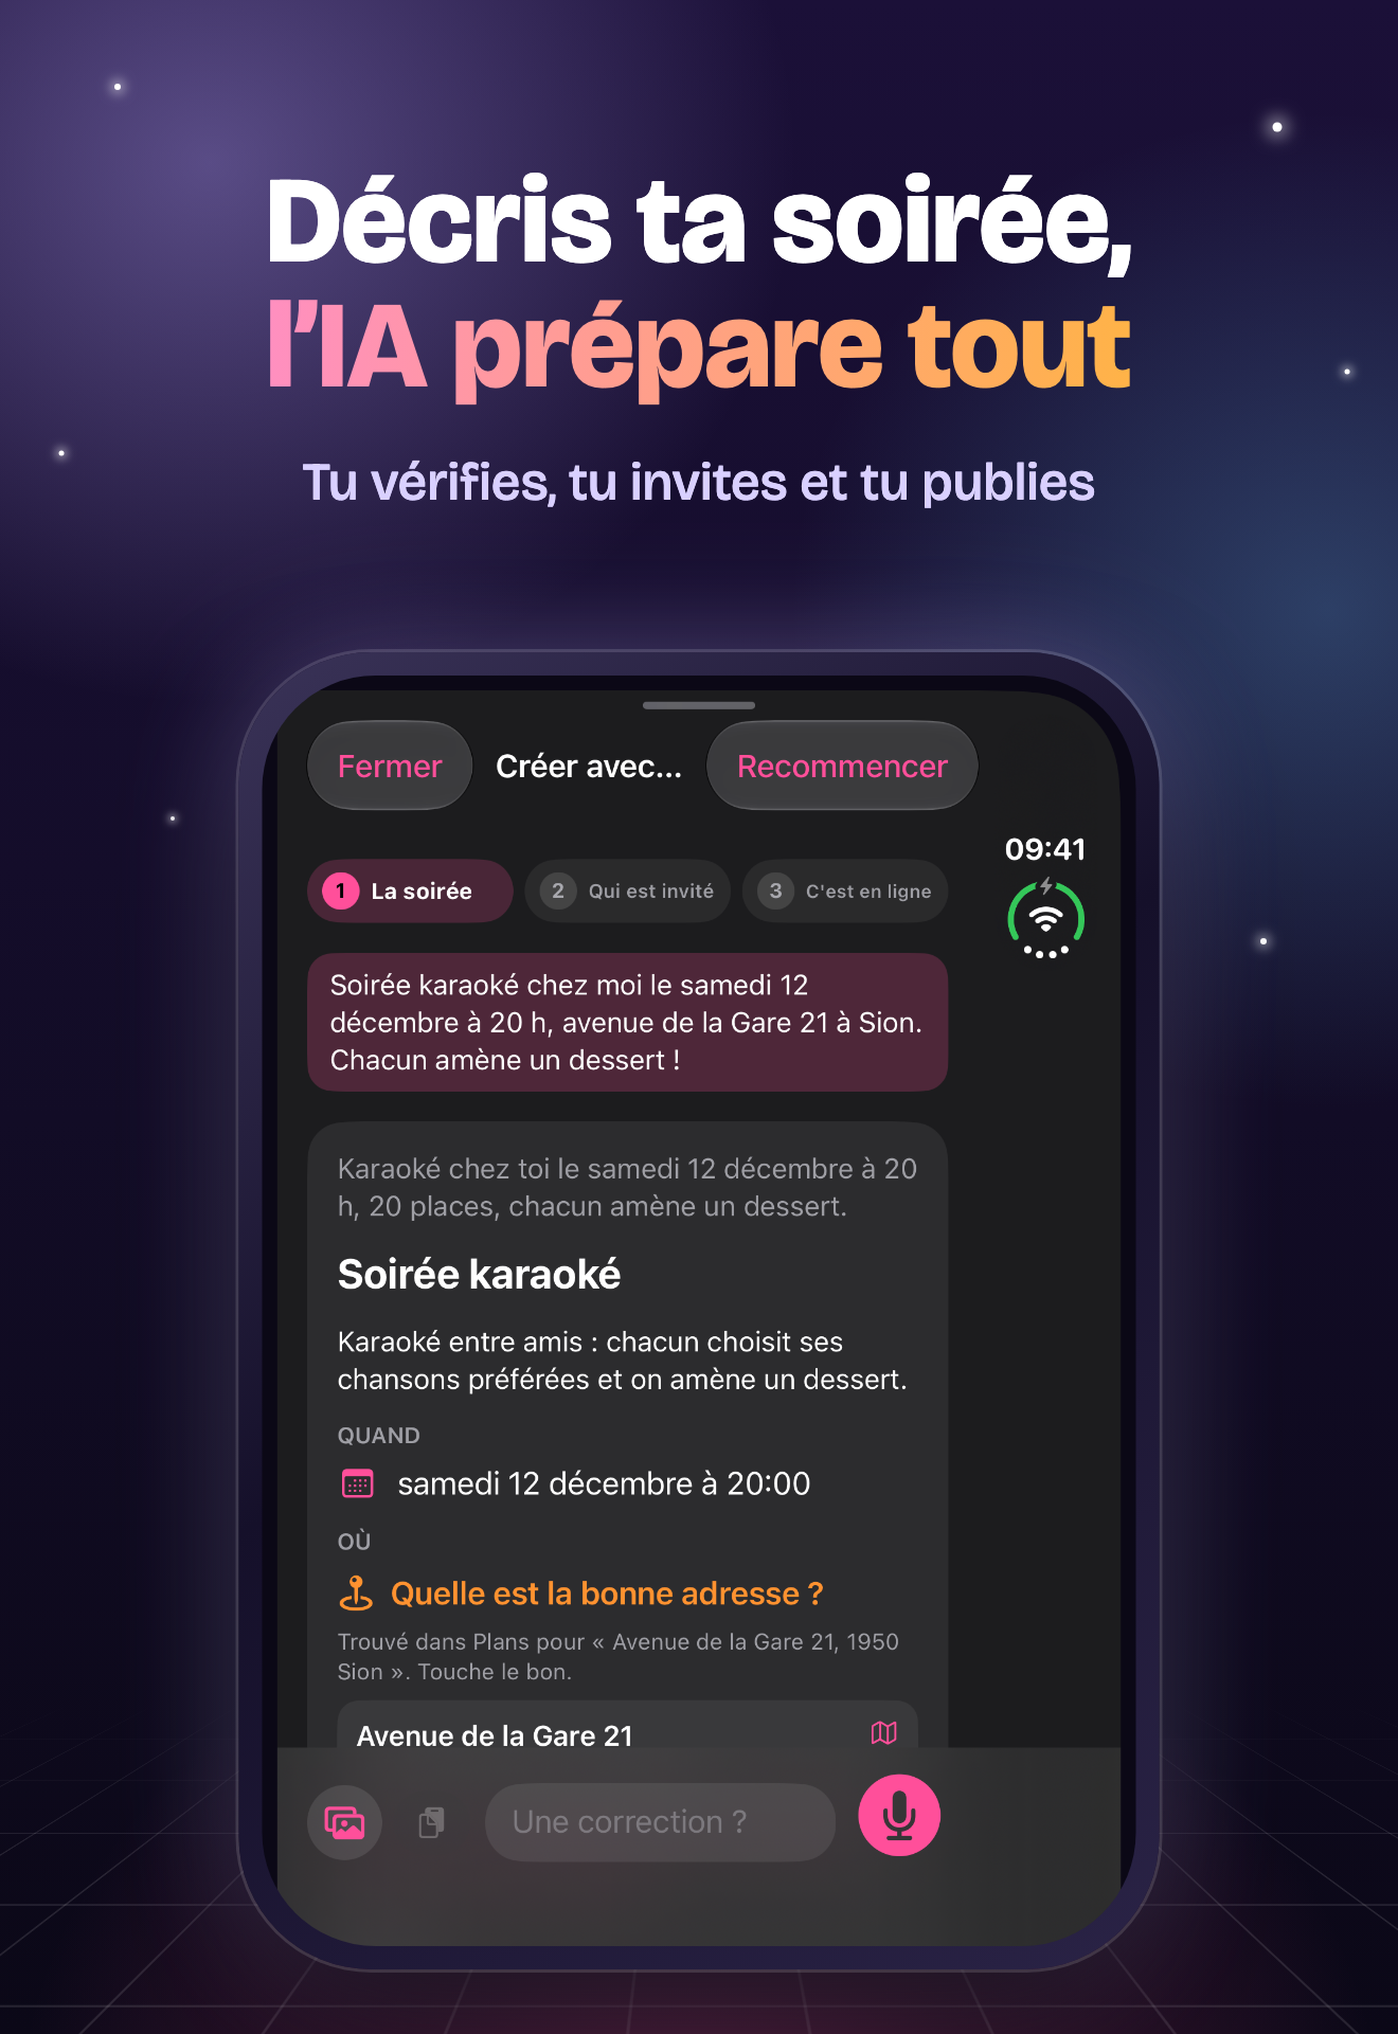 Décris ta soirée,
l'IA prépare tout
Tu vérifies, tu invites et tu publies
Fermer
Créer avec...
Recommencer
09:41
1 La soirée
2 Qui est invité
3 C'est en ligne
Soirée karaoké chez moi le samedi 12
décembre à 20 h, avenue de la Gare 21 à Sion.
Chacun amène un dessert !
Karaoké chez toi le samedi 12 décembre à 20
h, 20 places, chacun amène un dessert.
Soirée karaoké
Karaoké entre amis : chacun choisit ses
chansons préférées et on amène un dessert.
QUAND
samedi 12 décembre à 20:00
OÙ
Quelle est la bonne adresse ?
Trouvé dans Plans pour « Avenue de la Gare 21, 1950
Sion ». Touche le bon.
Avenue de la Gare 21
Une correction ?